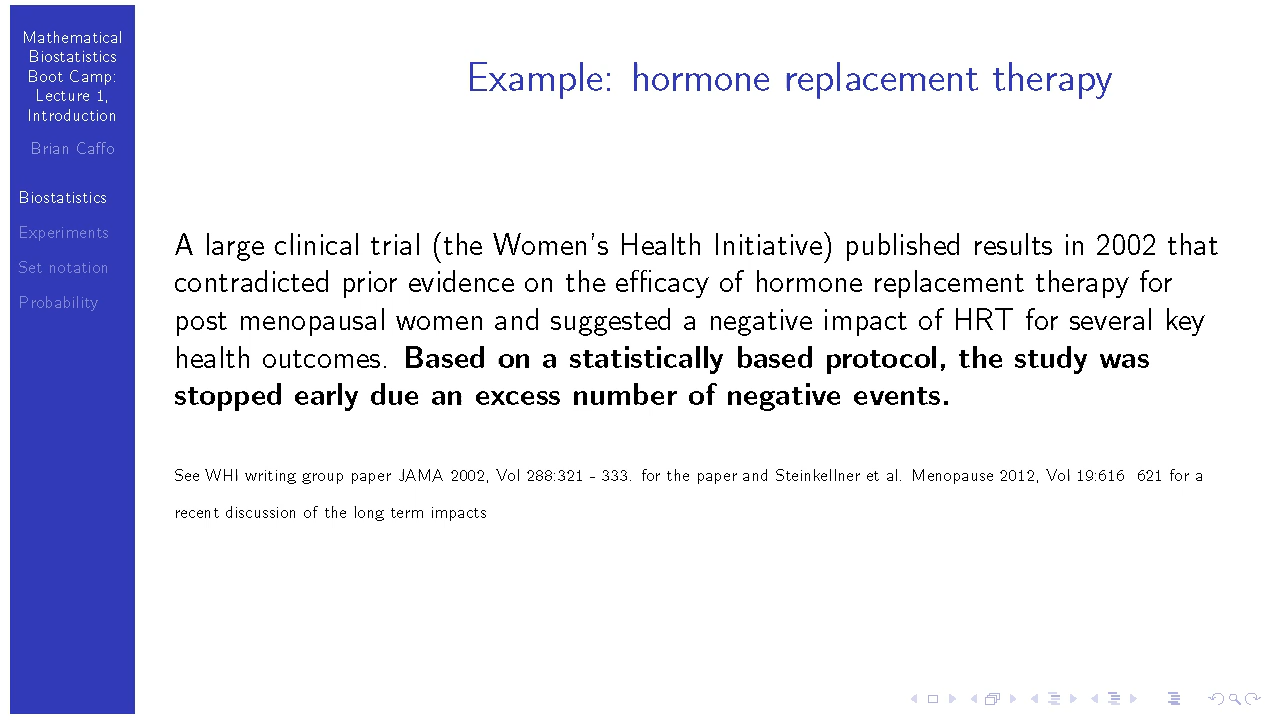 Mathematical
Biostatistics
Boot Camp:
Lecture 1,
Introduction
Brian Caffo
Biostatistics
Experiments
Set notation
Probability
Example: hormone replacement therapy
A large clinical trial (the Women's Health Initiative) published results in 2002 that
contradicted prior evidence on the efficacy of hormone replacement therapy for
post menopausal women and suggested a negative impact of HRT for several key
health outcomes. Based on a statistically based protocol, the study was
stopped early due an excess number of negative events.
See WHI writing group paper JAMA 2002, Vol 288:321 - 333. for the paper and Steinkellner et al. Menopause 2012, Vol 19:616 621 for a
recent discussion of the long term impacts